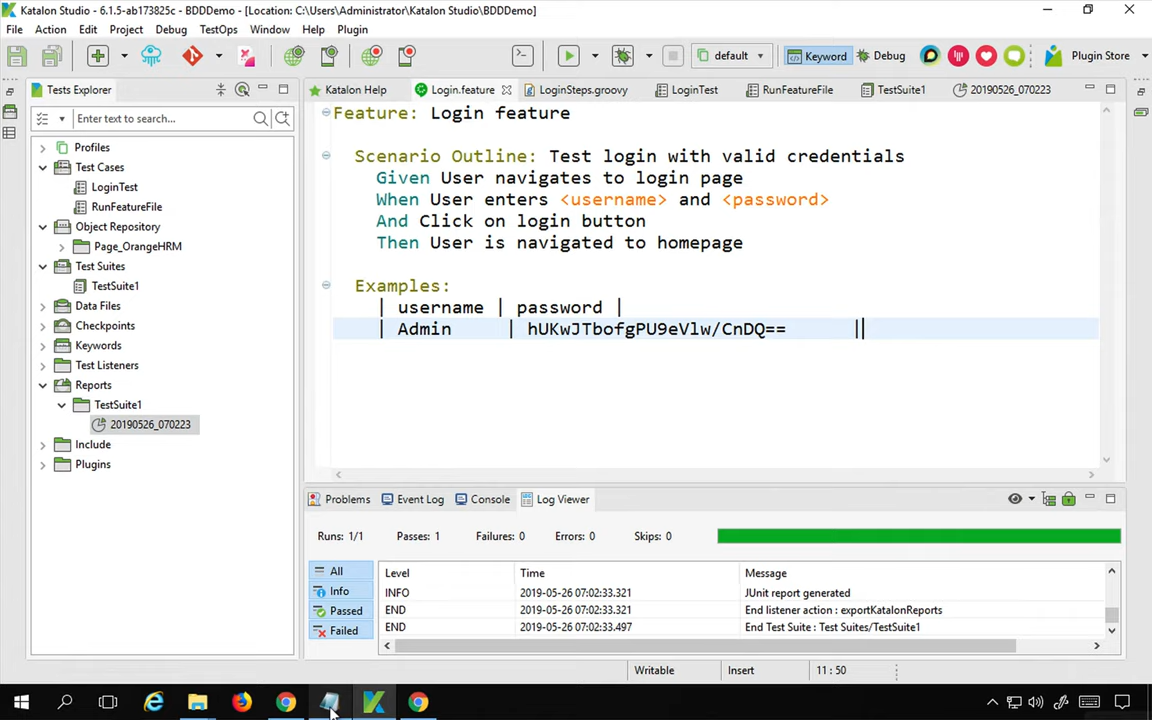 Katalon Studio - 6.1.5-ab173825c - BDDDemo - [Location: C:\Users\Administrator\Katalon Studio\BDDDemo]
File Action Edit Project Debug TestOps Window Help Plugin
default Keyword Debug Plugin Store
Tests Explorer
Enter text to search...
Profiles
Test Cases
LoginTest
RunFeatureFile
Object Repository
Page_OrangeHRM
Test Suites
TestSuite1
Data Files
Checkpoints
Keywords
Test Listeners
Reports
TestSuite1
20190526_070223
Include
Plugins
Katalon Help Login.feature LoginSteps.groovy LoginTest RunFeatureFile TestSuite1 20190526_070223
Feature: Login feature
Scenario Outline: Test login with valid credentials
Given User navigates to login page
When User enters <username> and <password>
And Click on login button
Then User is navigated to homepage
Examples:
| username | password |
| Admin | hUKwJTbofgPU9eVlw/CnDQ== |
Problems Event Log Console Log Viewer
Runs: 1/1 Passes: 1 Failures: 0 Errors: 0 Skips: 0
All
Info
Passed
Failed
Level Time Message
INFO 2019-05-26 07:02:33.321 JUnit report generated
END 2019-05-26 07:02:33.321 End listener action : exportKatalonReports
END 2019-05-26 07:02:33.497 End Test Suite : Test Suites/TestSuite1
Writable Insert 11 : 50